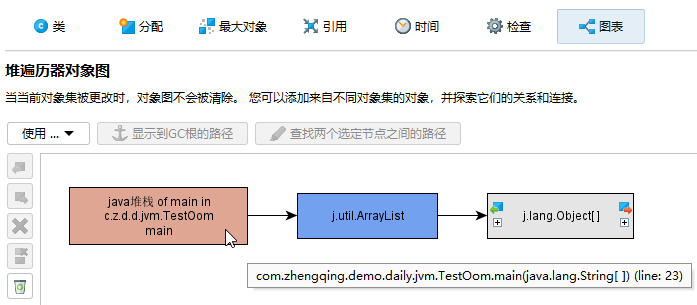 类 分配 最大对象 引用 时间 检查 图表
堆遍历器对象图
当当前对象集被更改时，对象图不会被清除。 您可以添加来自不同对象集的对象，并探索它们的关系和连接。
使用 ... 显示到GC根的路径 查找两个选定节点之间的路径
java堆栈 of main in
c.z.d.d.jvm.TestOom
main
j.util.ArrayList
j.lang.Object[ ]
com.zhengqing.demo.daily.jvm.TestOom.main(java.lang.String[ ]) (line: 23)